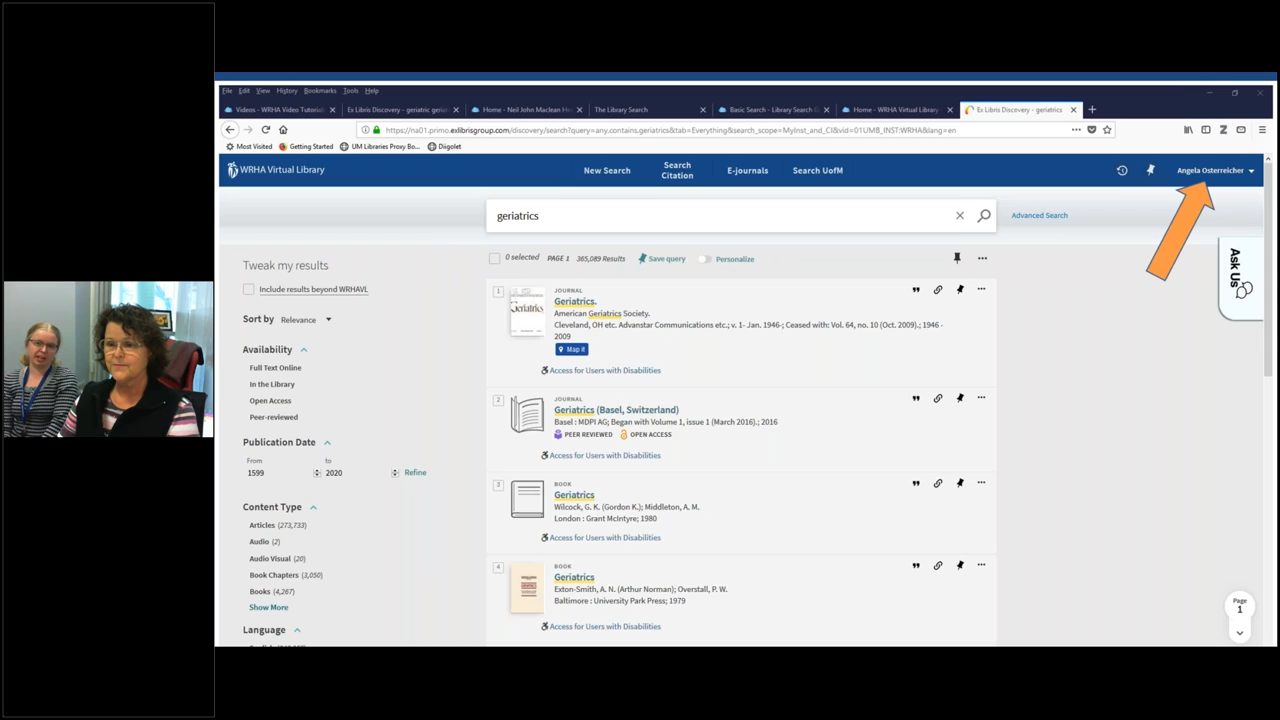 File Edit View History Bookmarks Tools Help
Videos - WRHA Video Tutorial
Ex Libris Discovery - geriatric geria
Home - Neil John Maclean He
The Library Search
Basic Search - Library Search G
Home - WRHA Virtual Library
Ex Libris Discovery - geriatrics
https://na01.primo.exlibrisgroup.com/discovery/search?query=any,contains,geriatrics&tab=Everything&search_scope=MyInst_and_CI&vid=01UMB_INST:WRHA&lang=en
Most Visited Getting Started UM Libraries Proxy Bo... Diigolet
WRHA Virtual Library
New Search
Search
Citation
E-journals
Search UofM
Angela Osterreicher
geriatrics
Advanced Search
Ask Us
Tweak my results
Include results beyond WRHAVL
Sort by Relevance
Availability
Full Text Online
In the Library
Open Access
Peer-reviewed
Publication Date
From to
1599 2020 Refine
Content Type
Articles (273,733)
Audio (2)
Audio Visual (20)
Book Chapters (3,050)
Books (4,267)
Show More
Language
0 selected PAGE 1 365,089 Results Save query Personalize
1
JOURNAL
Geriatrics.
American Geriatrics Society.
Cleveland, OH etc. Advanstar Communications etc.; v. 1- Jan. 1946-; Ceased with: Vol. 64, no. 10 (Oct. 2009).; 1946 -
2009
Map it
Access for Users with Disabilities
2
JOURNAL
Geriatrics (Basel, Switzerland)
Basel : MDPI AG; Began with Volume 1, issue 1 (March 2016).; 2016
PEER REVIEWED OPEN ACCESS
Access for Users with Disabilities
3
BOOK
Geriatrics
Wilcock, G. K. (Gordon K.); Middleton, A. M.
London : Grant McIntyre; 1980
Access for Users with Disabilities
4
BOOK
Geriatrics
Exton-Smith, A. N. (Arthur Norman); Overstall, P. W.
Baltimore : University Park Press; 1979
Access for Users with Disabilities
Page
1